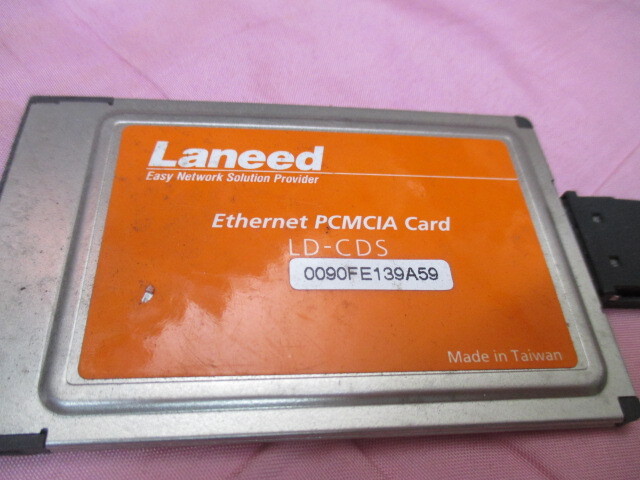 Laneed
Easy Network Solution Provider
Ethernet PCMCIA Card
LD-CDS
0090FE139A59
Made in Taiwan